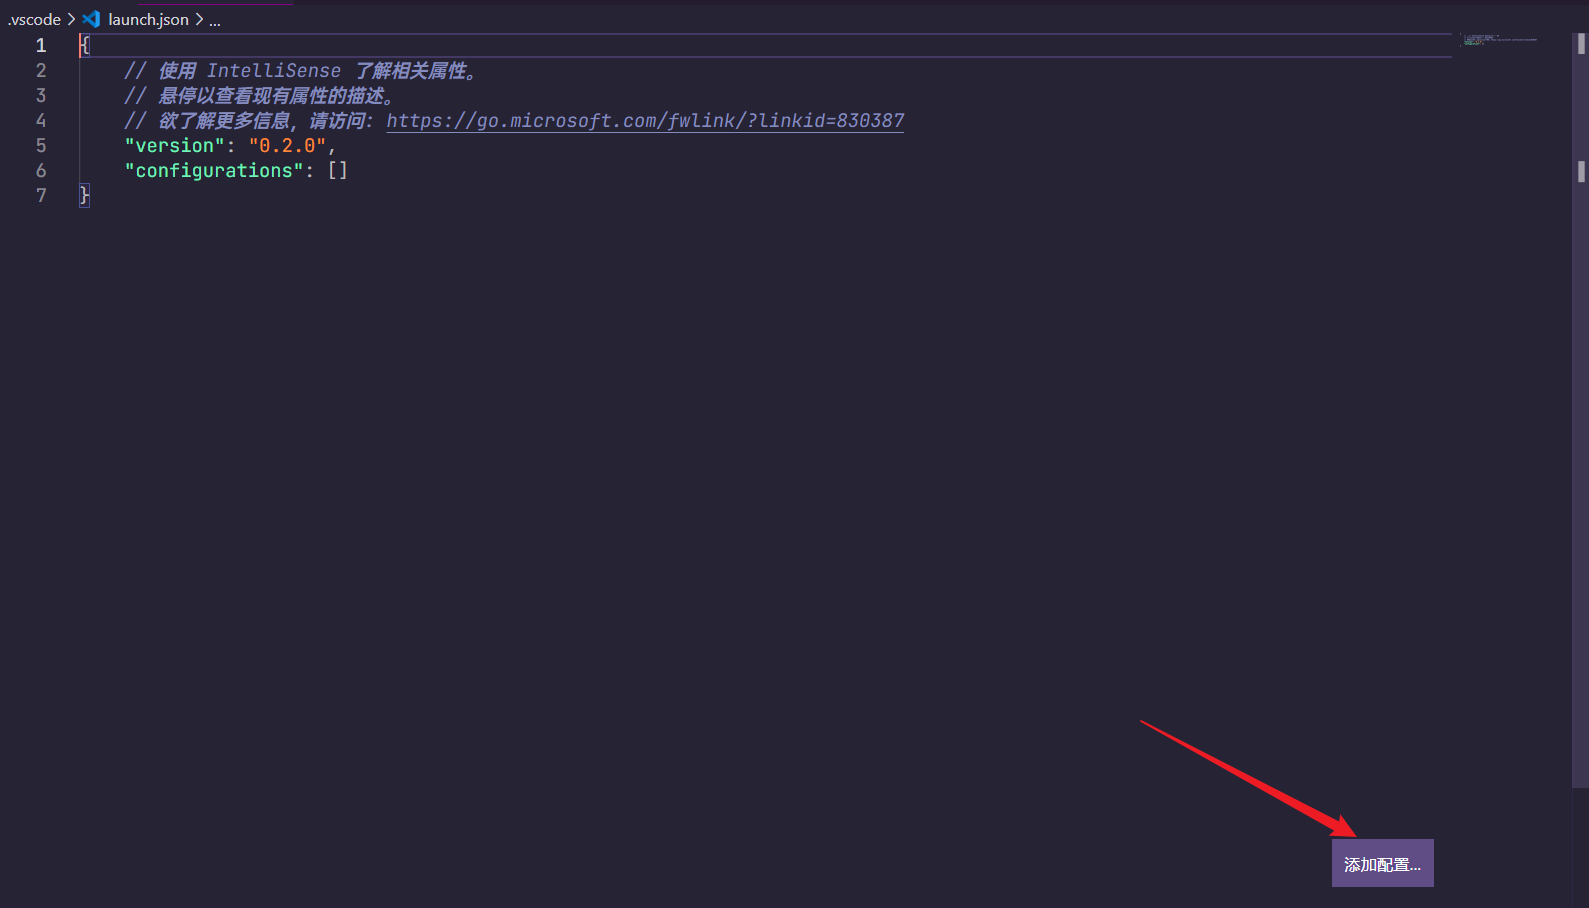 .vscode > launch.json > ...
1 {
2 // 使用 IntelliSense 了解相关属性。
3 // 悬停以查看现有属性的描述。
4 // 欲了解更多信息，请访问: https://go.microsoft.com/fwlink/?linkid=830387
5 "version": "0.2.0",
6 "configurations": []
7 }
添加配置...